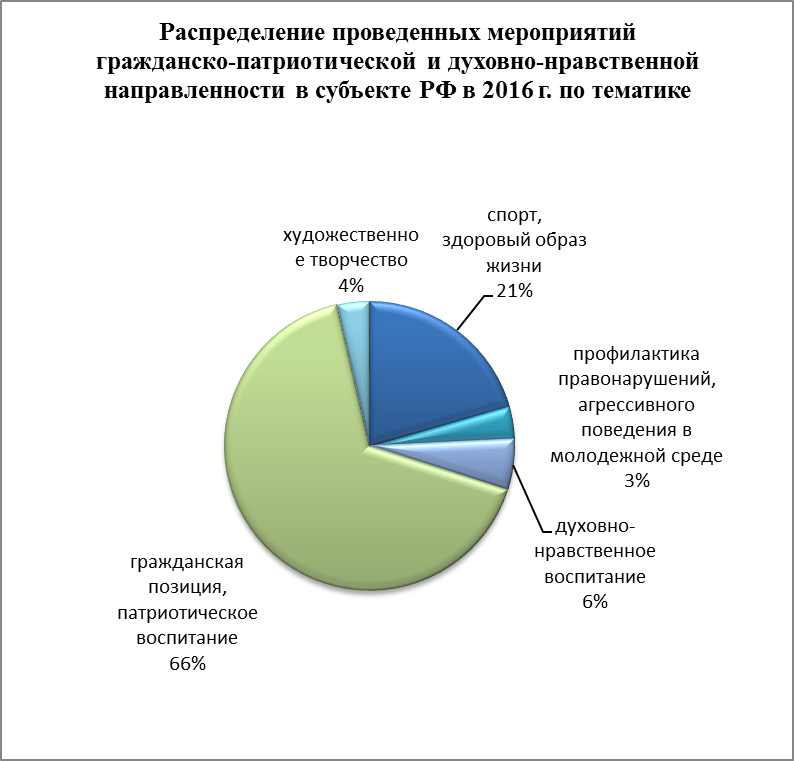 Распределение проведенных мероприятий
гражданско-патриотической и духовно-нравственной
направленности в субъекте РФ в 2016 г. по тематике
художественно
е творчество
4%
спорт,
здоровый образ
жизни
21%
профилактика
правонарушений,
агрессивного
поведения в
молодежной среде
3%
духовно-
нравственное
воспитание
6%
гражданская
позиция,
патриотическое
воспитание
66%